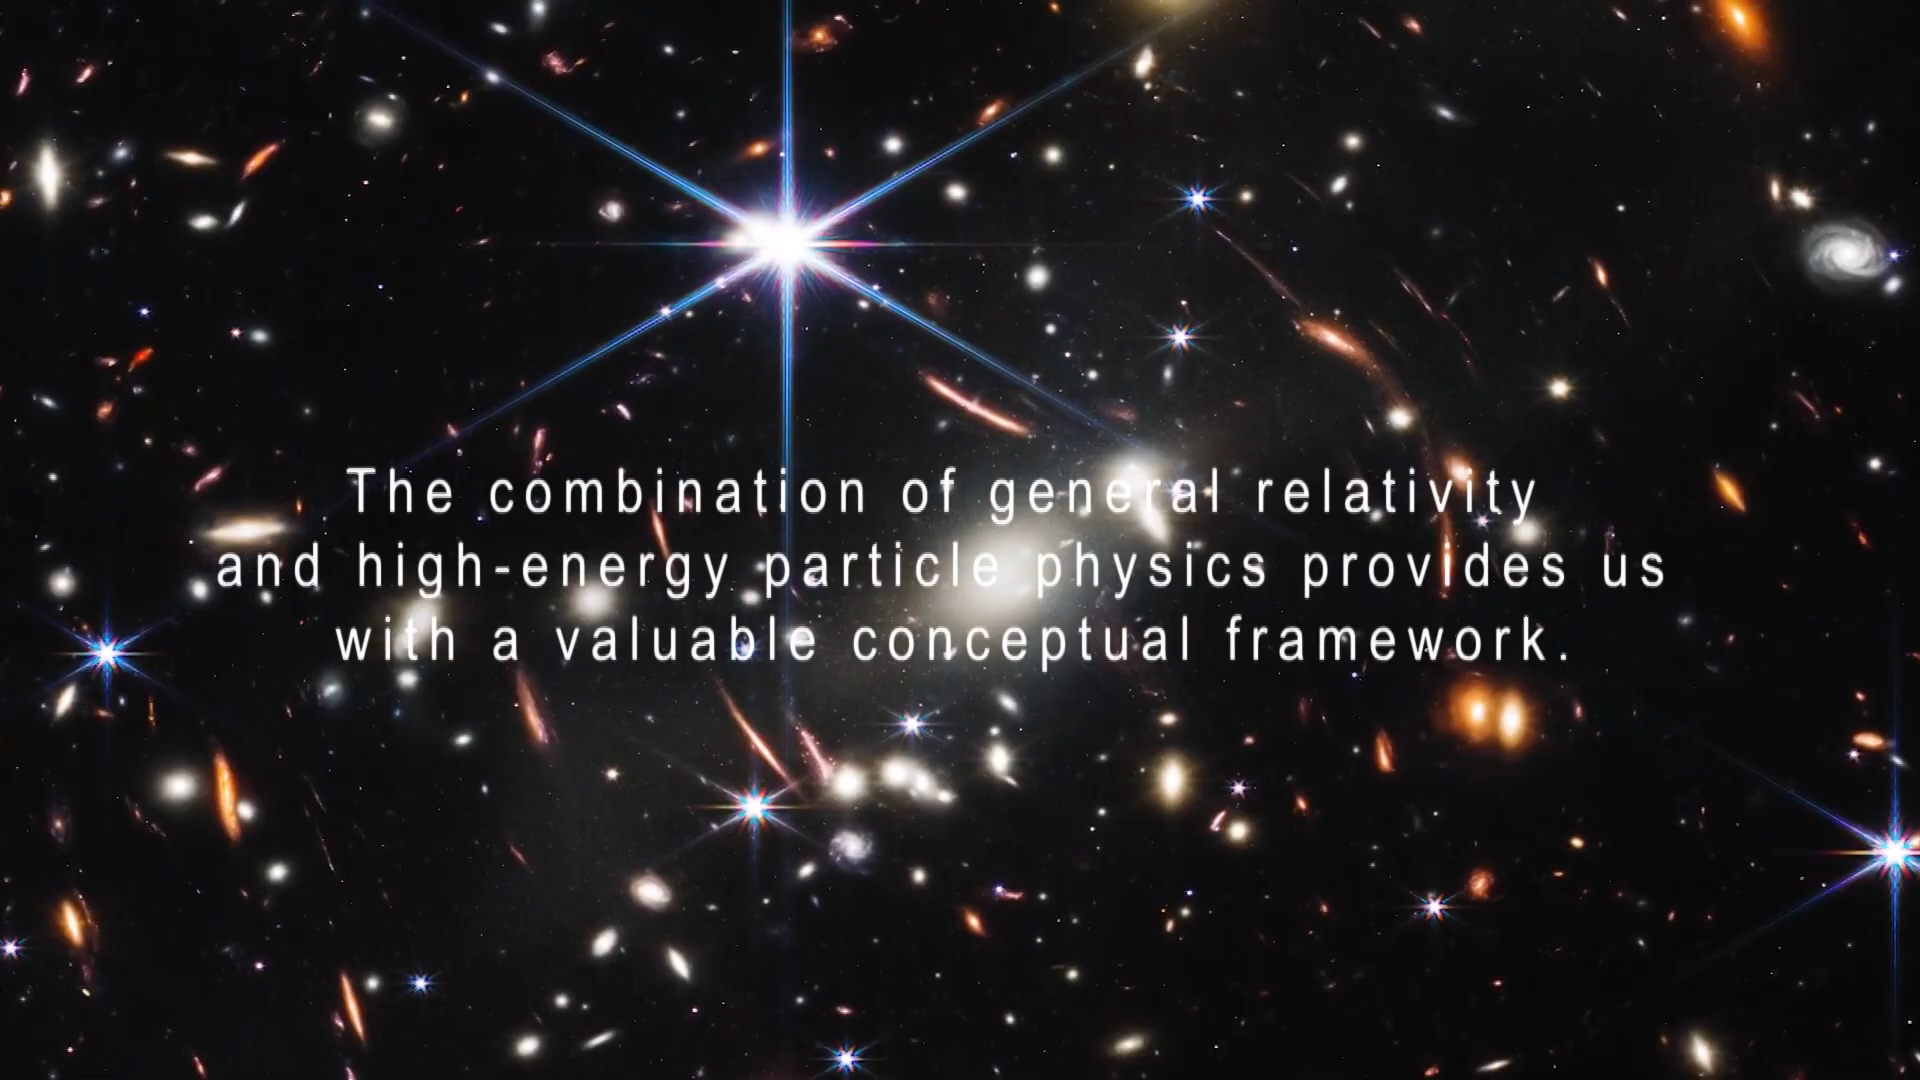 The combination of general relativity
and high-energy particle physics provides us
with a valuable conceptual framework.